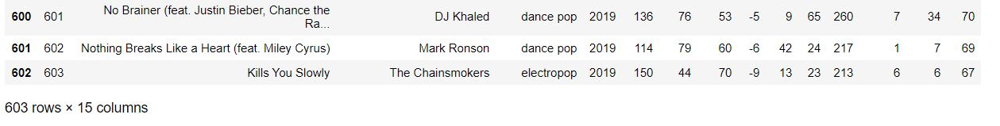 600 601 No Brainer (feat. Justin Bieber, Chance the Ra... DJ Khaled dance pop 2019 136 76 53 -5 9 65 260 7 34 70
601 602 Nothing Breaks Like a Heart (feat. Miley Cyrus) Mark Ronson dance pop 2019 114 79 60 -6 42 24 217 1 7 69
602 603 Kills You Slowly The Chainsmokers electropop 2019 150 44 70 -9 13 23 213 6 6 67
603 rows × 15 columns